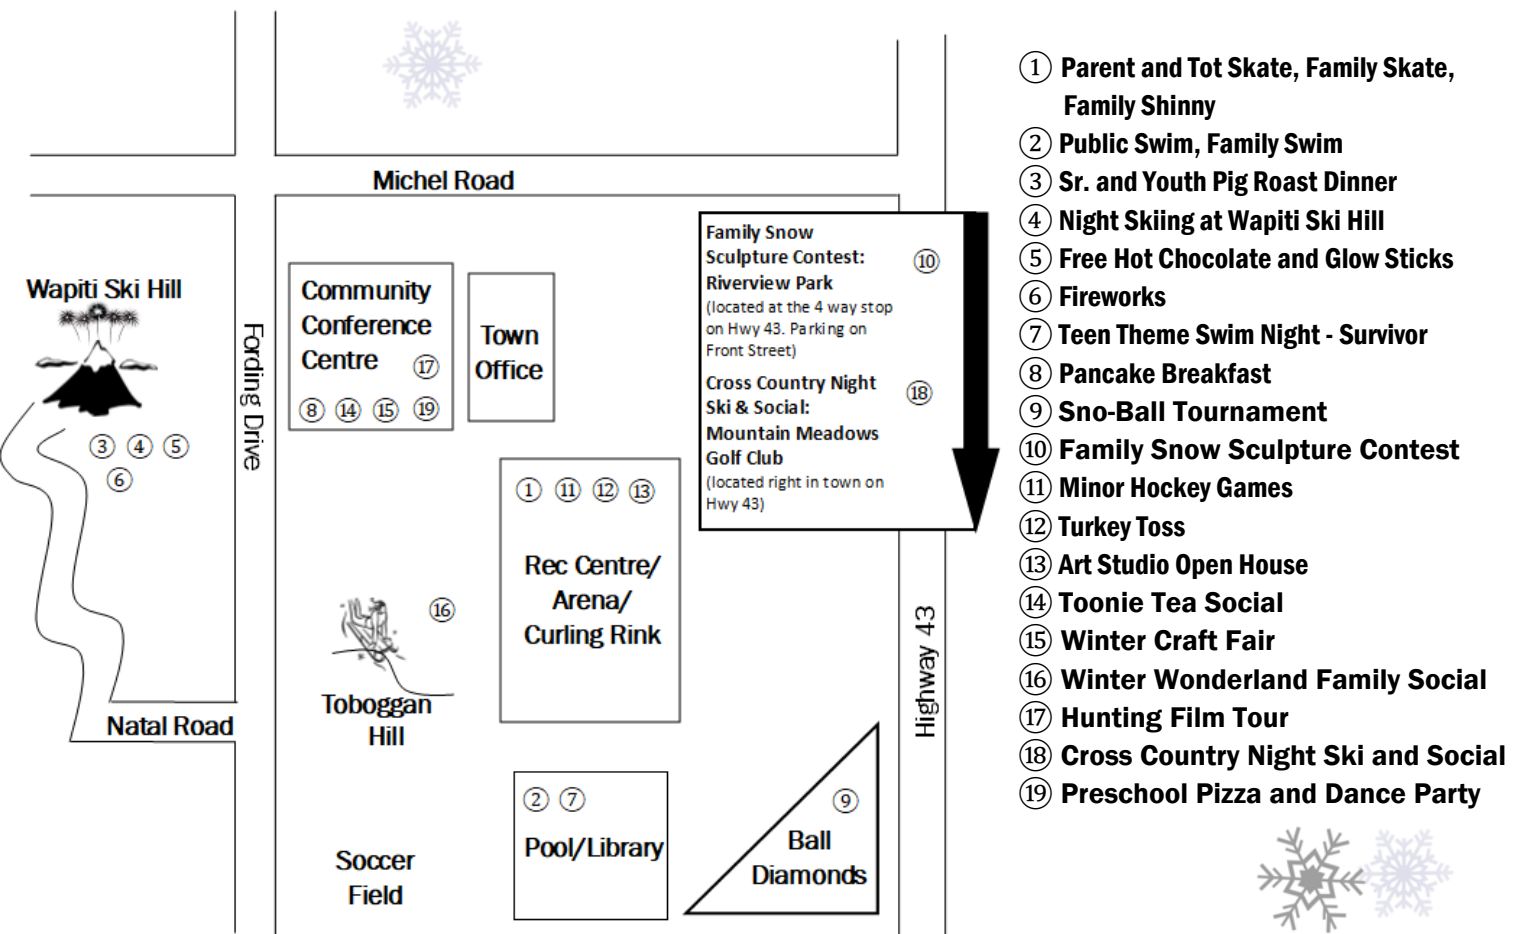 Michel Road
Wapiti Ski Hill
③ ④ ⑤
⑥
Fording Drive
Natal Road
Community
Conference
Centre ⑰
⑧ ⑭ ⑮ ⑲
Town
Office
Family Snow
Sculpture Contest: ⑩
Riverview Park
(located at the 4 way stop
on Hwy 43. Parking on
Front Street)
Cross Country Night ⑱
Ski & Social:
Mountain Meadows
Golf Club
(located right in town on
Hwy 43)
① ⑪ ⑫ ⑬
Rec Centre/
Arena/
Curling Rink
⑯
Toboggan
Hill
Highway 43
② ⑦
Pool/Library
⑨
Ball
Diamonds
Soccer
Field
① Parent and Tot Skate, Family Skate,
Family Shinny
② Public Swim, Family Swim
③ Sr. and Youth Pig Roast Dinner
④ Night Skiing at Wapiti Ski Hill
⑤ Free Hot Chocolate and Glow Sticks
⑥ Fireworks
⑦ Teen Theme Swim Night - Survivor
⑧ Pancake Breakfast
⑨ Sno-Ball Tournament
⑩ Family Snow Sculpture Contest
⑪ Minor Hockey Games
⑫ Turkey Toss
⑬ Art Studio Open House
⑭ Toonie Tea Social
⑮ Winter Craft Fair
⑯ Winter Wonderland Family Social
⑰ Hunting Film Tour
⑱ Cross Country Night Ski and Social
⑲ Preschool Pizza and Dance Party